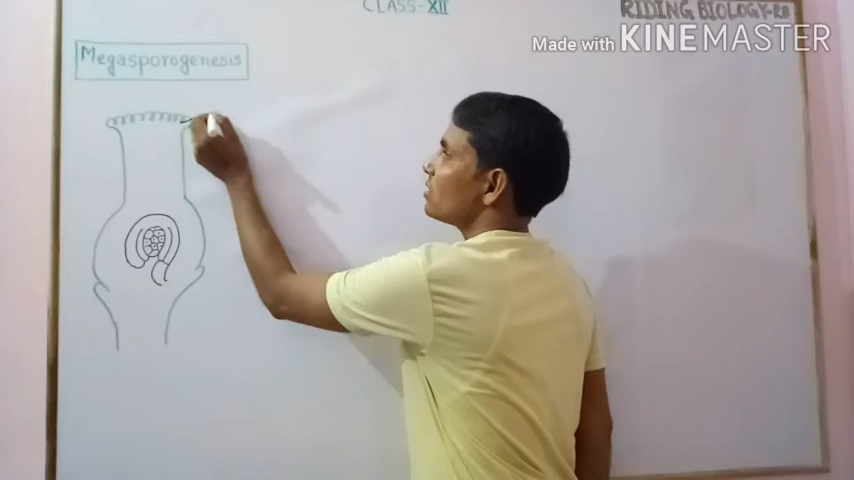 CLASS-XII
RIDING BIOLOGY-RB
Made with KINEMASTER
Megasporogenesis